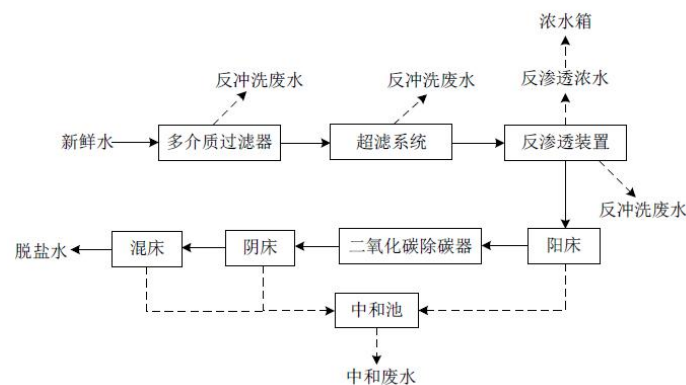 浓水箱
反冲洗废水
反冲洗废水
反渗透浓水
新鲜水
多介质过滤器
超滤系统
反渗透装置
反冲洗废水
脱盐水
混床
阴床
二氧化碳除碳器
阳床
中和池
中和废水